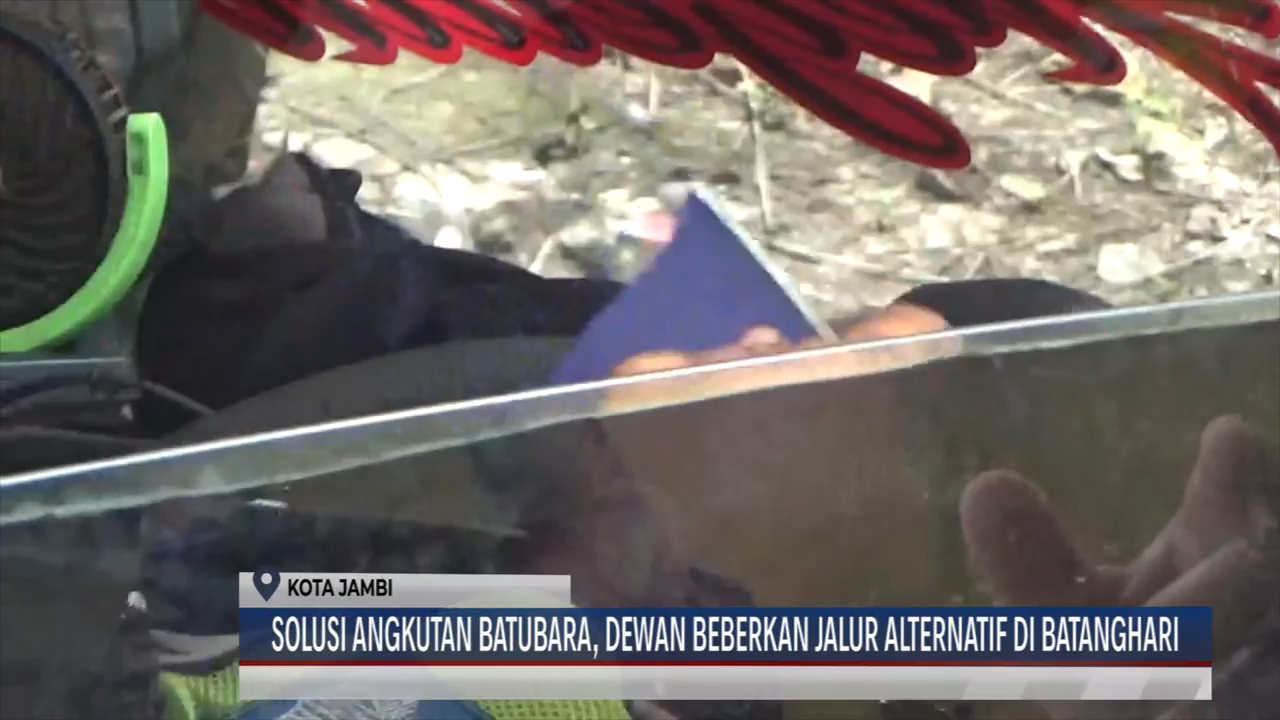 KOTA JAMBI
SOLUSI ANGKUTAN BATUBARA, DEWAN BEBERKAN JALUR ALTERNATIF DI BATANGHARI